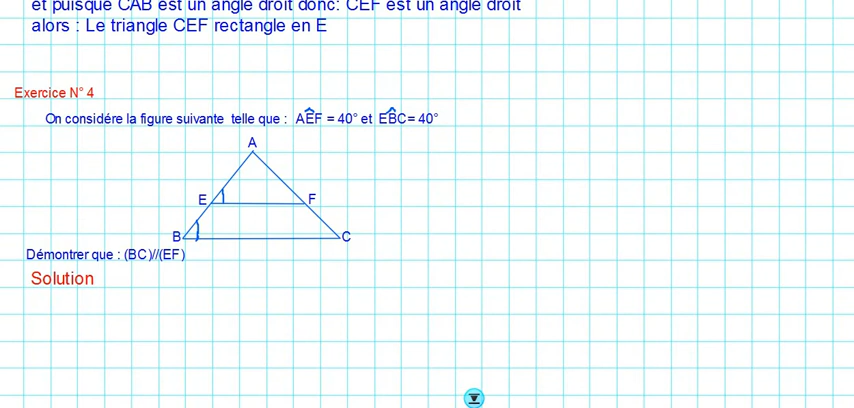 et puisque CAB est un angle droit donc: CEF est un angle droit
alors : Le triangle CEF rectangle en E
Exercice N° 4
On considére la figure suivante telle que : AÊF = 40° et EB̂C= 40°
A
E
F
B
C
Démontrer que : (BC)//(EF)
Solution